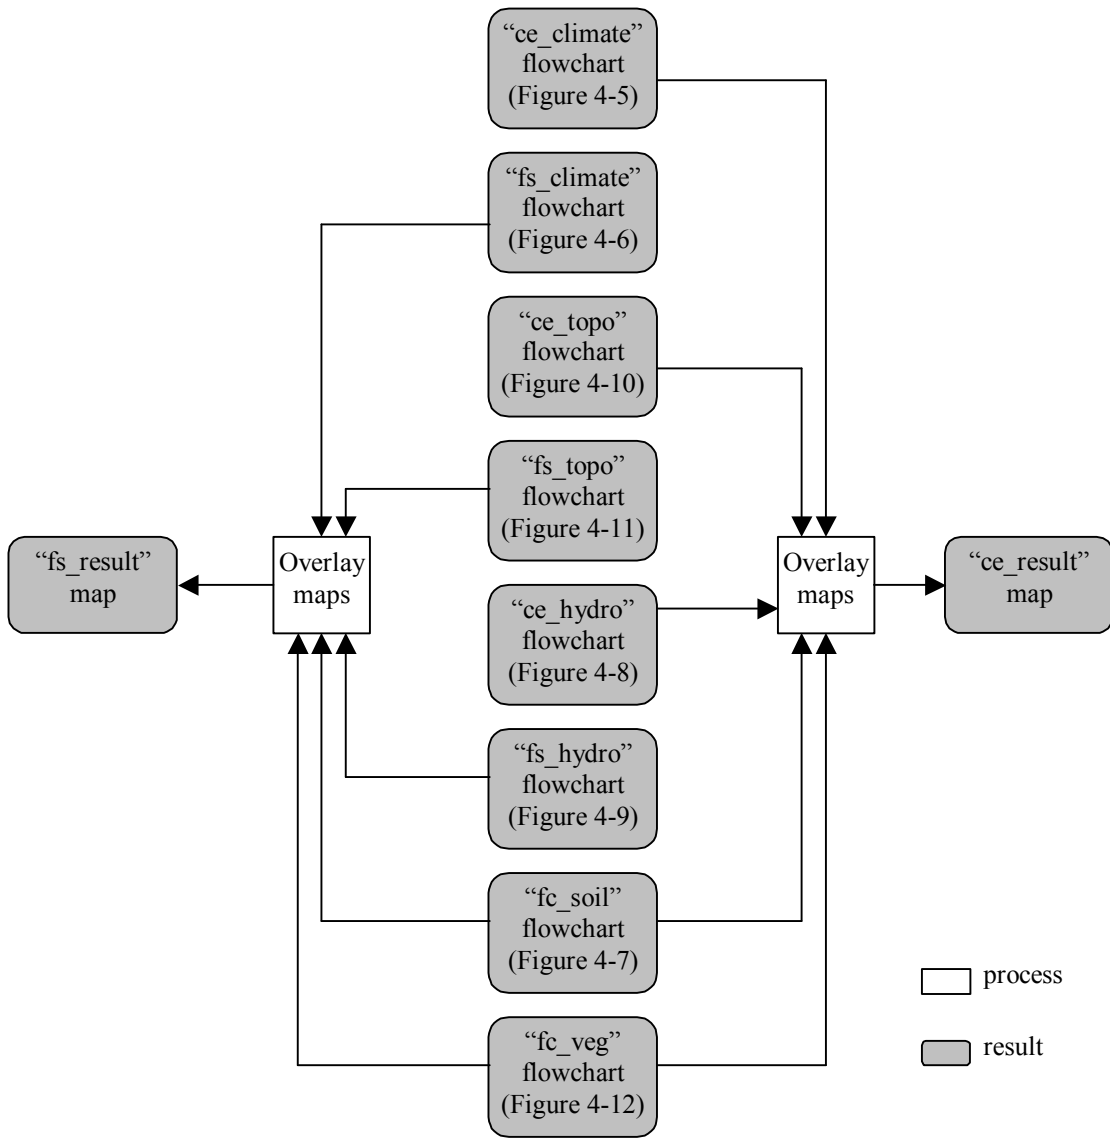 “ce_climate”
flowchart
(Figure 4-5)
“fs_climate”
flowchart
(Figure 4-6)
“ce_topo”
flowchart
(Figure 4-10)
“fs_topo”
flowchart
(Figure 4-11)
“fs_result”
map
Overlay
maps
“ce_hydro”
flowchart
(Figure 4-8)
Overlay
maps
“ce_result”
map
“fs_hydro”
flowchart
(Figure 4-9)
“fc_soil”
flowchart
(Figure 4-7)
“fc_veg”
flowchart
(Figure 4-12)
process
result